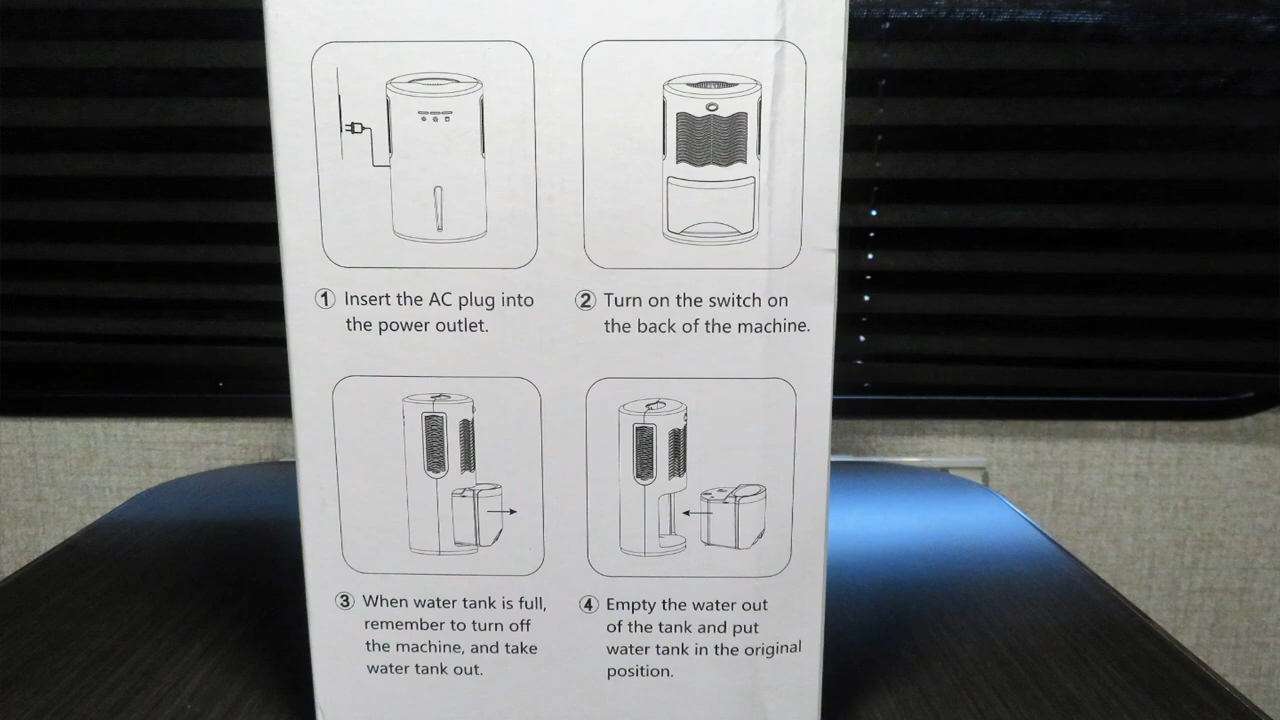 ① Insert the AC plug into
the power outlet.
② Turn on the switch on
the back of the machine.
③ When water tank is full,
remember to turn off
the machine, and take
water tank out.
④ Empty the water out
of the tank and put
water tank in the original
position.